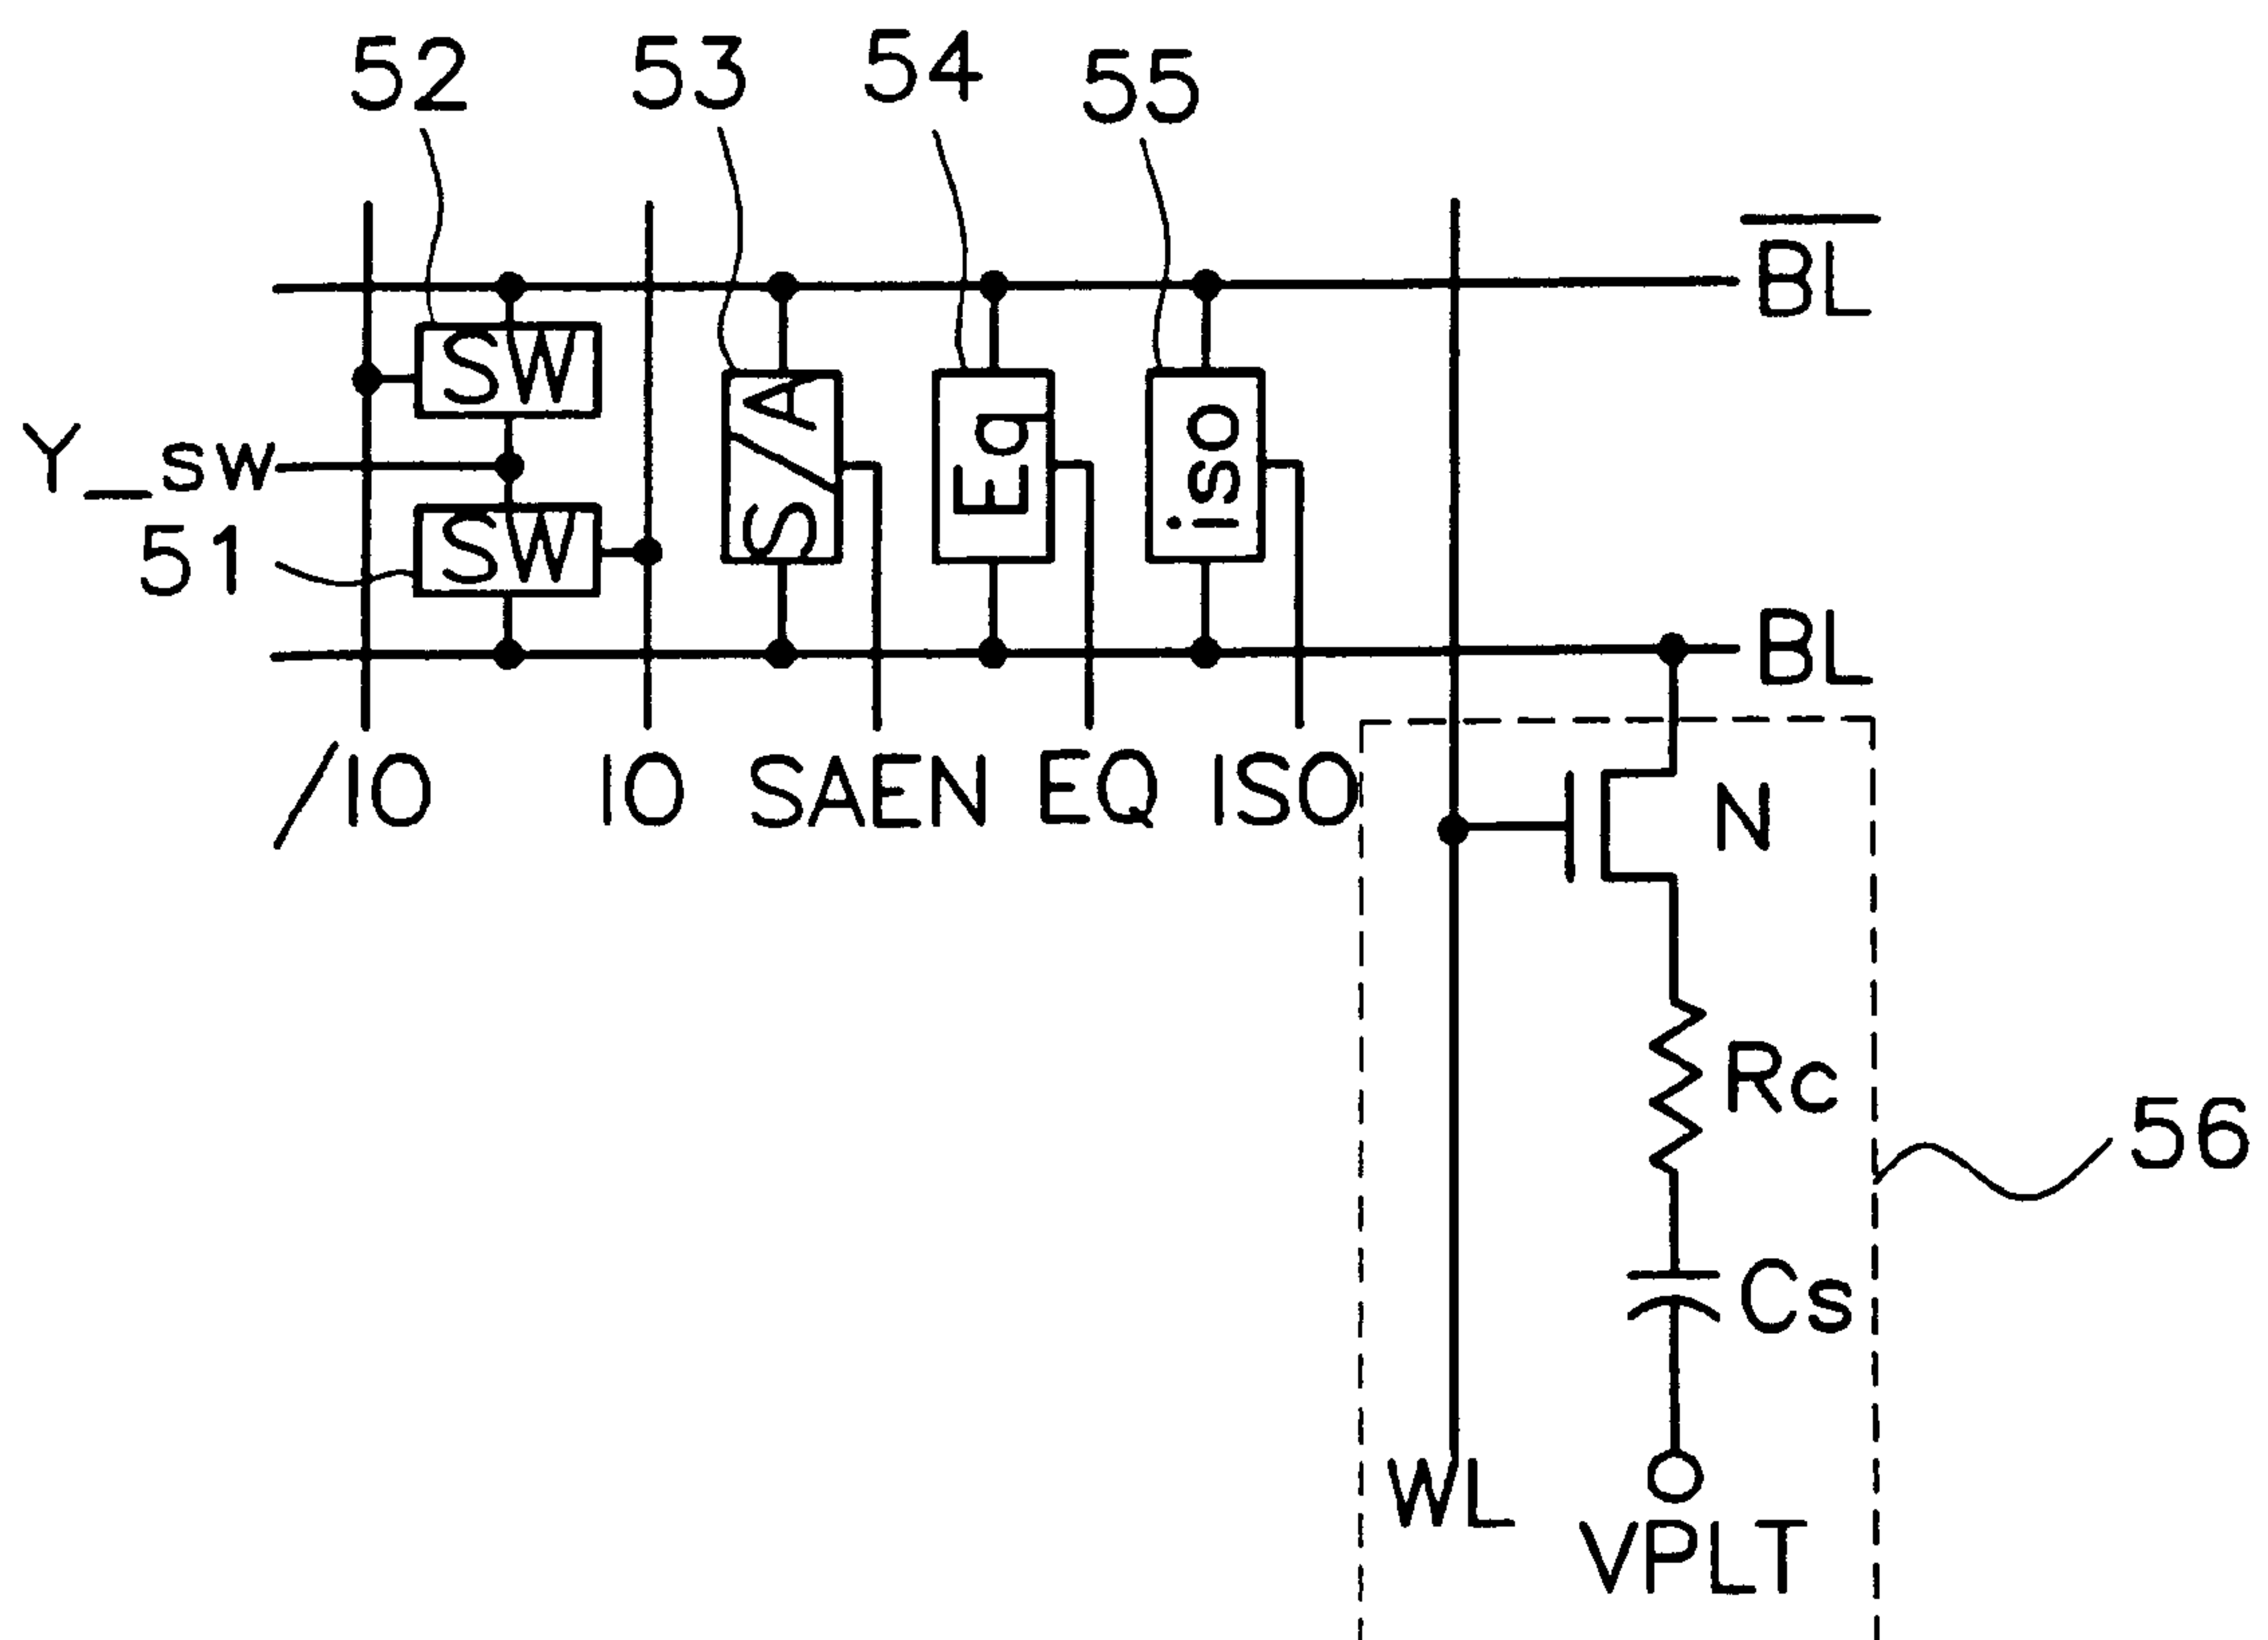 52
53
54
55
B̅L̅
SW
Y_sw
SW
51
S/A
Eq
iso
BL
/IO
IO
SAEN
EQ
ISO
N
Rc
56
Cs
WL
VPLT